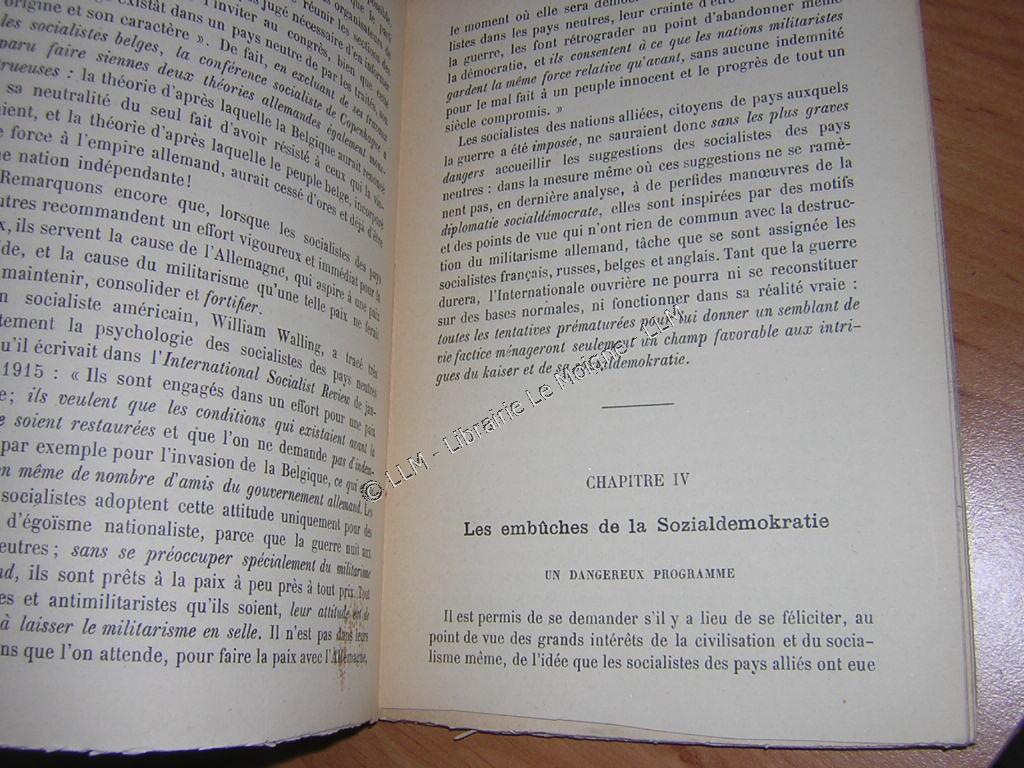 origine et son caractère ». De fait, en excluant de ses travaux
les socialistes belges, la conférence socialiste de Copenhague a
paru faire siennes deux théories allemandes également mons-
trueuses : la théorie d'après laquelle la Belgique aurait renoncé
sa neutralité du seul fait d'avoir résisté à ceux qui la vio-
aient, et la théorie d'après laquelle le peuple belge, incorporé
force à l'empire allemand, aurait cessé d'ores et déjà d'être
ne nation indépendante!
Remarquons encore que, lorsque les socialistes des pays
utres recommandent un effort vigoureux et immédiat pour la
x, ils servent la cause de l'Allemagne, qui aspire à une paix
ide, et la cause du militarisme qu'une telle paix ne ferait
maintenir, consolider et fortifier.
n socialiste américain, William Walling, a tracé très
tement la psychologie des socialistes des pays neutres
u'il écrivait dans l'International Socialist Review de jan-
1915 : « Ils sont engagés dans un effort pour une paix
e; ils veulent que les conditions qui existaient avant la
e soient restaurées et que l'on ne demande pas d'indem-
par exemple pour l'invasion de la Belgique, ce qui est
n même de nombre d'amis du gouvernement allemand. Les
socialistes adoptent cette attitude uniquement pour des
d'égoïsme nationaliste, parce que la guerre nuit aux
eutres; sans se préoccuper spécialement du militarisme
nd, ils sont prêts à la paix à peu près à tout prix. Tout
es et antimilitaristes qu'ils soient, leur attitude est de
à laisser le militarisme en selle. Il n'est pas dans leurs
ns que l'on attende, pour faire la paix avec l'Allemagne,
le moment où elle sera
listes dans les pays neutres, leur crainte d'être
la guerre, les font rétrograder au point d'abandonner même
la démocratie, et ils consentent à ce que les nations militaristes
gardent la même force relative qu'avant, sans aucune indemnité
pour le mal fait à un peuple innocent et le progrès de tout un
siècle compromis. »
Les socialistes des nations alliées, citoyens de pays auxquels
la guerre a été imposée, ne sauraient donc sans les plus graves
dangers accueillir les suggestions des socialistes des pays
neutres : dans la mesure même où ces suggestions ne se ramè-
nent pas, en dernière analyse, à de perfides manœuvres de la
diplomatie socialdémocrate, elles sont inspirées par des motifs
et des points de vue qui n'ont rien de commun avec la destruc-
tion du militarisme allemand, tâche que se sont assignée les
socialistes français, russes, belges et anglais. Tant que la guerre
durera, l'Internationale ouvrière ne pourra ni se reconstituer
sur des bases normales, ni fonctionner dans sa réalité vraie :
toutes les tentatives prématurées pour lui donner un semblant de
vie factice ménageront seulement un champ favorable aux intri-
gues du kaiser et de sa socialdemokratie.
CHAPITRE IV
Les embûches de la Sozialdemokratie
UN DANGEREUX PROGRAMME
Il est permis de se demander s'il y a lieu de se féliciter, au
point de vue des grands intérêts de la civilisation et du socia-
lisme même, de l'idée que les socialistes des pays alliés ont eue
© LLM - Librairie Le Moigne - LLM